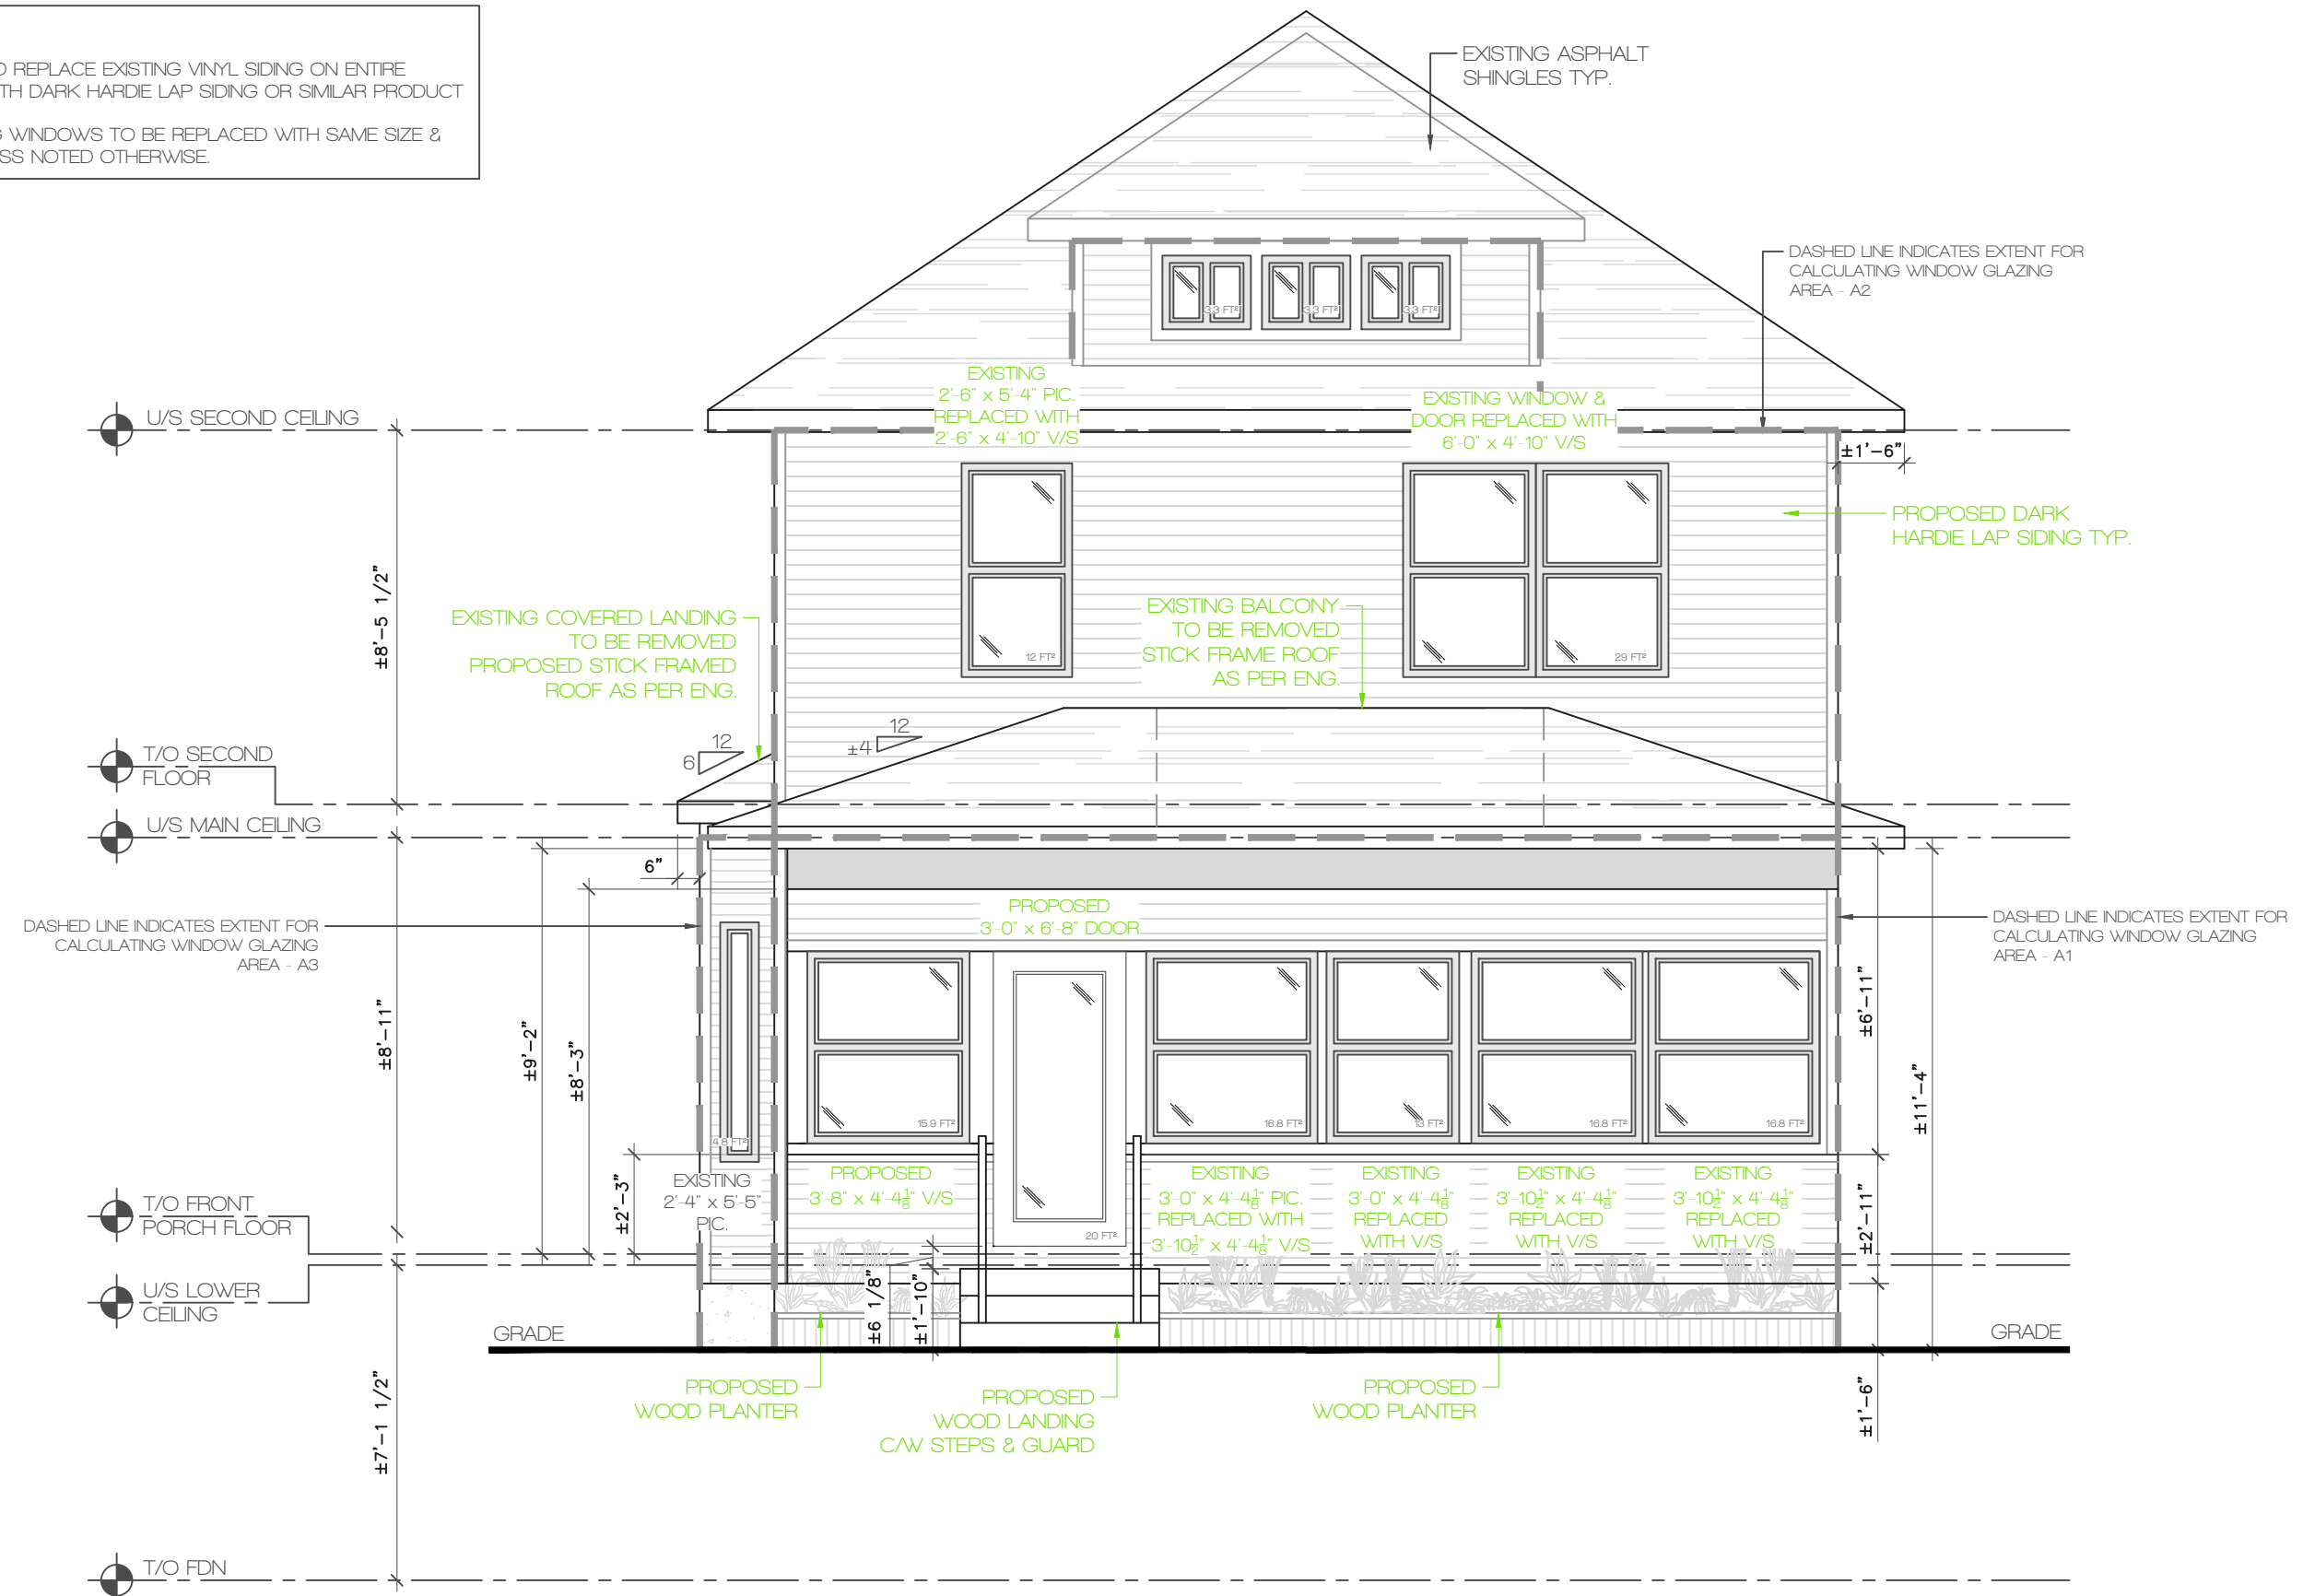 D REPLACE EXISTING VINYL SIDING ON ENTIRE
TH DARK HARDIE LAP SIDING OR SIMILAR PRODUCT
G WINDOWS TO BE REPLACED WITH SAME SIZE &
SS NOTED OTHERWISE.
EXISTING ASPHALT
SHINGLES TYP.
DASHED LINE INDICATES EXTENT FOR
CALCULATING WINDOW GLAZING
AREA - A2
3.3 FT²
3.3 FT²
3.3 FT²
EXISTING
2'-6" x 5'-4" PIC.
REPLACED WITH
2'-6" x 4'-10" V/S
EXISTING WINDOW &
DOOR REPLACED WITH
6'-0" x 4'-10" V/S
U/S SECOND CEILING
±1'-6"
PROPOSED DARK
HARDIE LAP SIDING TYP.
±8'-5 1/2"
12 FT²
29 FT²
EXISTING COVERED LANDING
TO BE REMOVED
PROPOSED STICK FRAMED
ROOF AS PER ENG.
EXISTING BALCONY
TO BE REMOVED
STICK FRAME ROOF
AS PER ENG.
12
6
12
±4
T/O SECOND
FLOOR
U/S MAIN CEILING
6"
DASHED LINE INDICATES EXTENT FOR
CALCULATING WINDOW GLAZING
AREA - A3
PROPOSED
3'-0" x 6'-8" DOOR
DASHED LINE INDICATES EXTENT FOR
CALCULATING WINDOW GLAZING
AREA - A1
±8'-11"
±9'-2"
±8'-3"
±6'-11"
±11'-4"
4.8 FT²
15.9 FT²
16.8 FT²
13 FT²
16.8 FT²
16.8 FT²
20 FT²
EXISTING
2'-4" x 5'-5"
PIC.
PROPOSED
3'-8" x 4'-4⅛" V/S
EXISTING
3'-0" x 4'-4⅛" PIC.
REPLACED WITH
3'-10½" x 4'-4⅛" V/S
EXISTING
3'-0" x 4'-4⅛"
REPLACED
WITH V/S
EXISTING
3'-10½" x 4'-4⅛"
REPLACED
WITH V/S
EXISTING
3'-10½" x 4'-4⅛"
REPLACED
WITH V/S
±2'-3"
±2'-11"
T/O FRONT
PORCH FLOOR
U/S LOWER
CEILING
±6 1/8"
±1'-10"
GRADE
GRADE
±7'-1 1/2"
±1'-6"
PROPOSED
WOOD PLANTER
PROPOSED
WOOD LANDING
C/W STEPS & GUARD
PROPOSED
WOOD PLANTER
T/O FDN